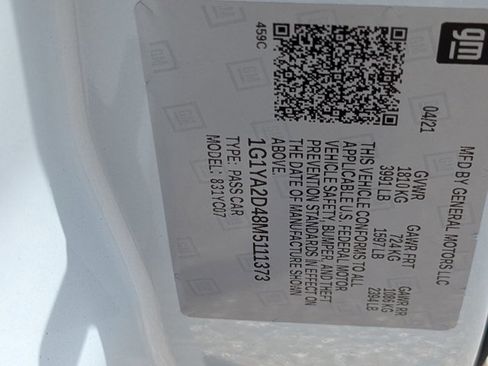 gm
MFD BY GENERAL MOTORS LLC
04/21
GVWR GAWR FRT GAWR RR
1810 KG 724 KG 1086 KG
3991 LB 1597 LB 2394 LB
THIS VEHICLE CONFORMS TO ALL
APPLICABLE U.S. FEDERAL MOTOR
VEHICLE SAFETY, BUMPER, AND THEFT
PREVENTION STANDARDS IN EFFECT ON
THE DATE OF MANUFACTURE SHOWN
ABOVE.
1G1YA2D48M5111373
TYPE: PASS CAR
MODEL: 831YC07
459C